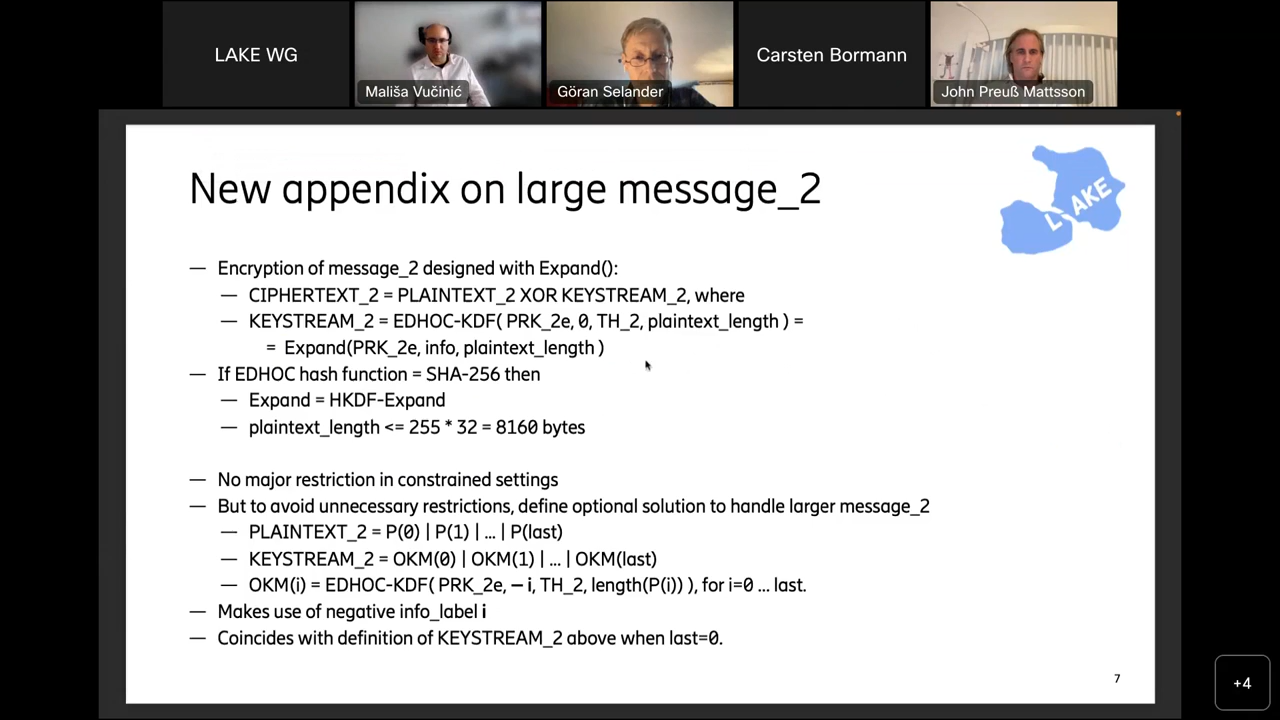 LAKE WG
Mališa Vučinić
Göran Selander
Carsten Bormann
John Preuß Mattsson
New appendix on large message_2
LAKE
— Encryption of message_2 designed with Expand():
— CIPHERTEXT_2 = PLAINTEXT_2 XOR KEYSTREAM_2, where
— KEYSTREAM_2 = EDHOC-KDF( PRK_2e, 0, TH_2, plaintext_length ) =
= Expand(PRK_2e, info, plaintext_length )
— If EDHOC hash function = SHA-256 then
— Expand = HKDF-Expand
— plaintext_length <= 255 * 32 = 8160 bytes
— No major restriction in constrained settings
— But to avoid unnecessary restrictions, define optional solution to handle larger message_2
— PLAINTEXT_2 = P(0) | P(1) | ... | P(last)
— KEYSTREAM_2 = OKM(0) | OKM(1) | ... | OKM(last)
— OKM(i) = EDHOC-KDF( PRK_2e, – i, TH_2, length(P(i)) ), for i=0 ... last.
— Makes use of negative info_label i
— Coincides with definition of KEYSTREAM_2 above when last=0.
7
+4